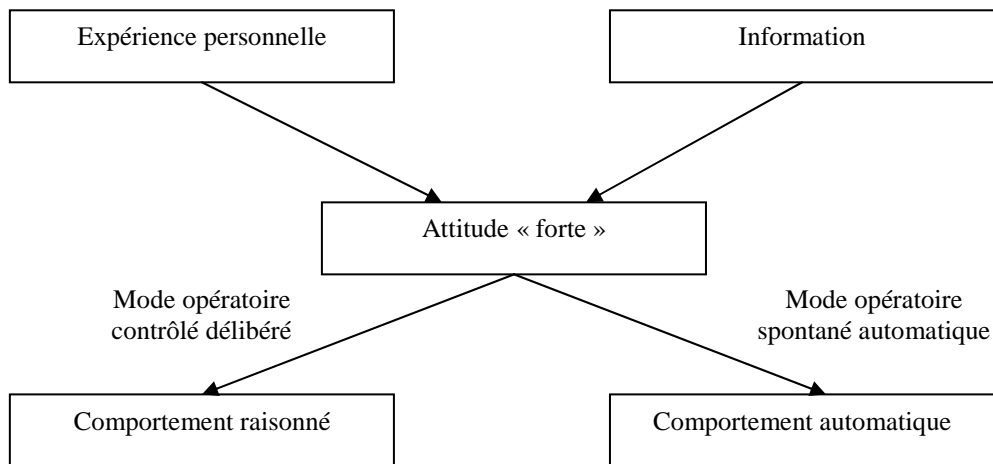 Expérience personnelle
Information
Attitude « forte »
Mode opératoire
contrôlé délibéré
Mode opératoire
spontané automatique
Comportement raisonné
Comportement automatique